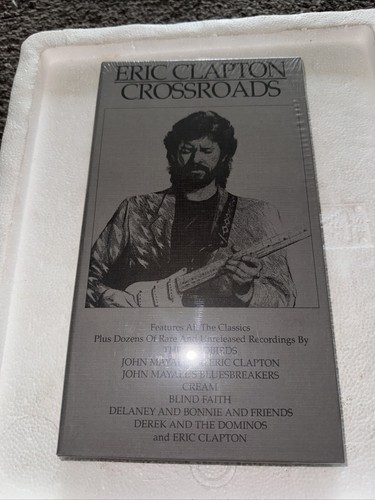 ERIC CLAPTON
CROSSROADS
Features All The Classics
Plus Dozens Of Rare And Unreleased Recordings By
JOHN ERIC CLAPTON
JOHN BLUESBREAKERS
CREAM
BLIND FAITH
DELANEY AND BONNIE AND FRIENDS
DEREK AND THE DOMINOS
and ERIC CLAPTON